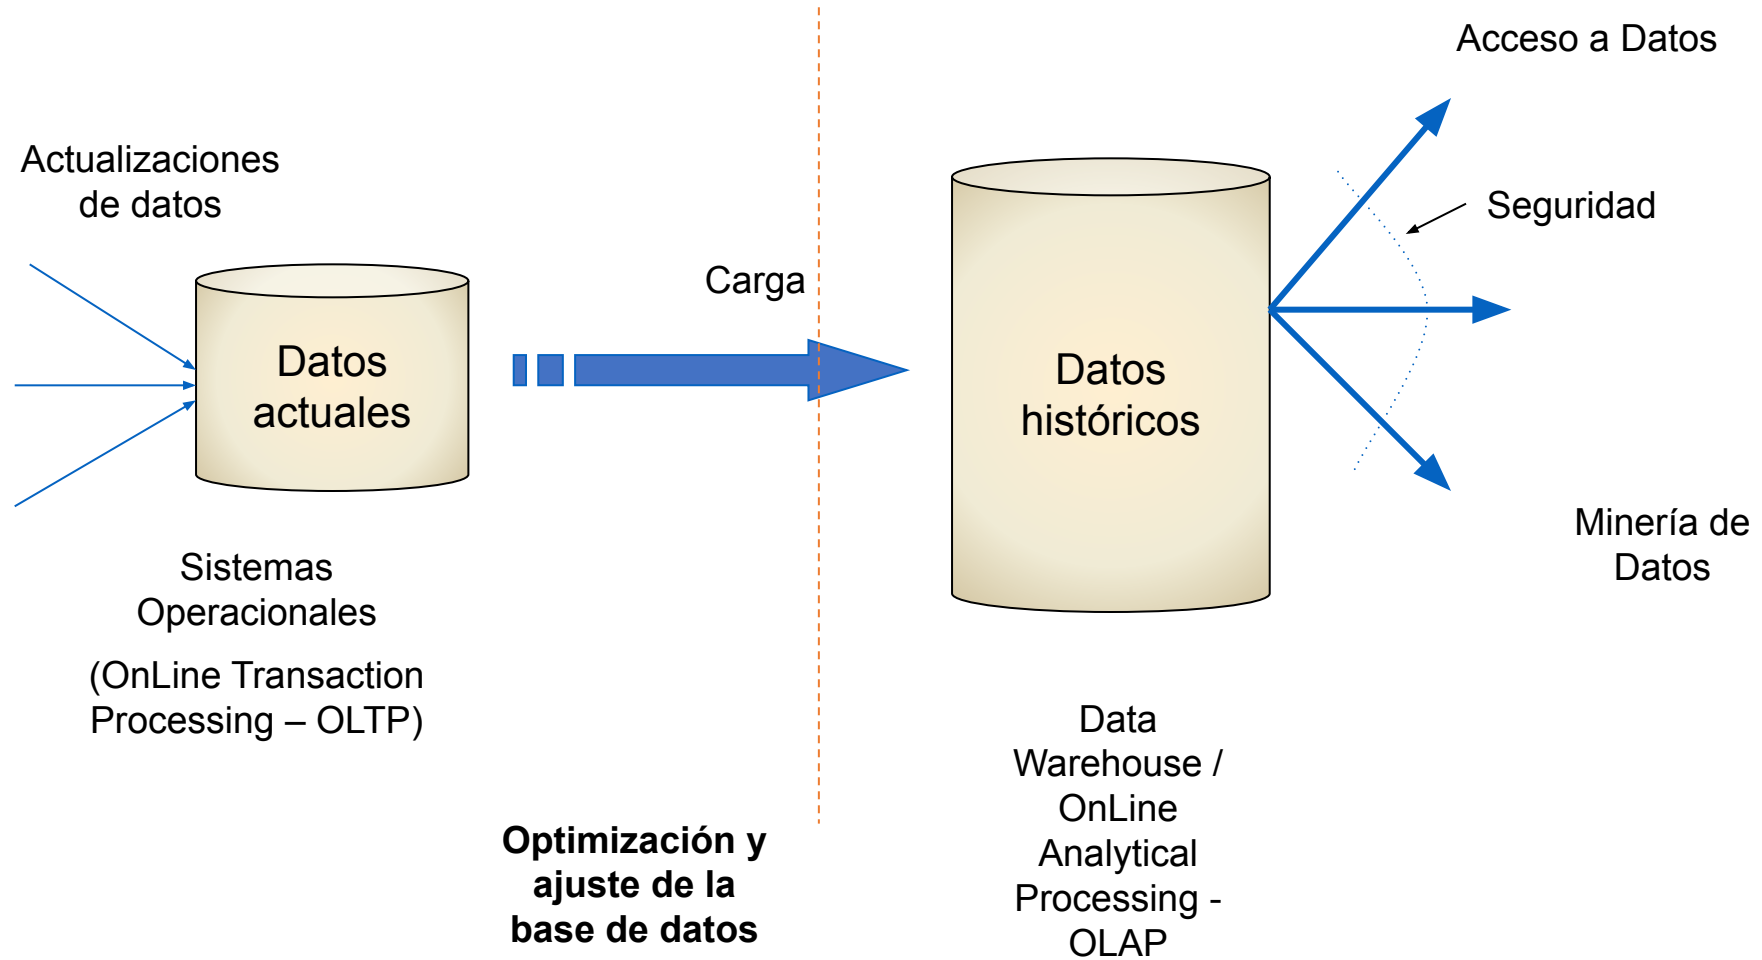 Acceso a Datos
Actualizaciones
de datos
Seguridad
Carga
Datos
actuales
Datos
históricos
Minería de
Datos
Sistemas
Operacionales
(OnLine Transaction
Processing – OLTP)
Data
Warehouse /
OnLine
Analytical
Processing -
OLAP
Optimización y
ajuste de la
base de datos